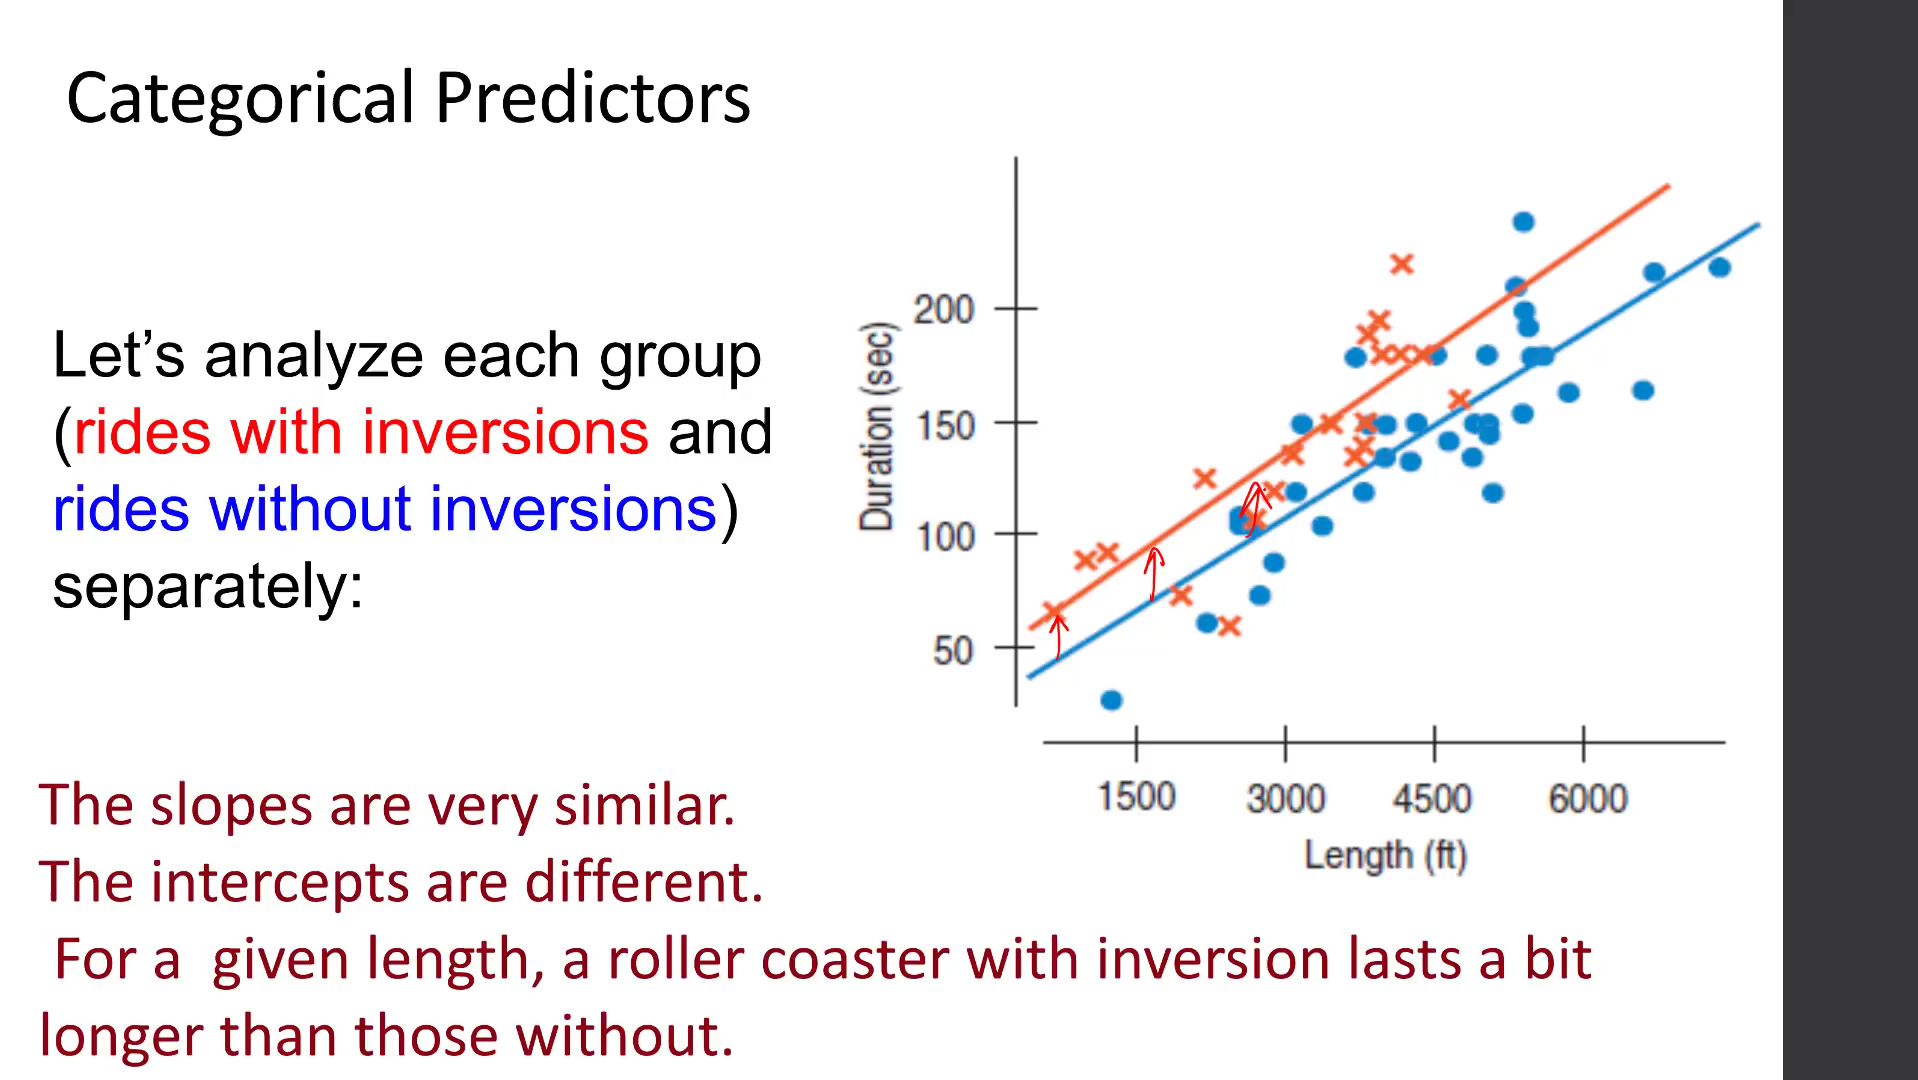 Categorical Predictors
Let’s analyze each group
(rides with inversions and
rides without inversions)
separately:
200
150
100
50
Duration (sec)
1500 3000 4500 6000
Length (ft)
The slopes are very similar.
The intercepts are different.
For a given length, a roller coaster with inversion lasts a bit
longer than those without.